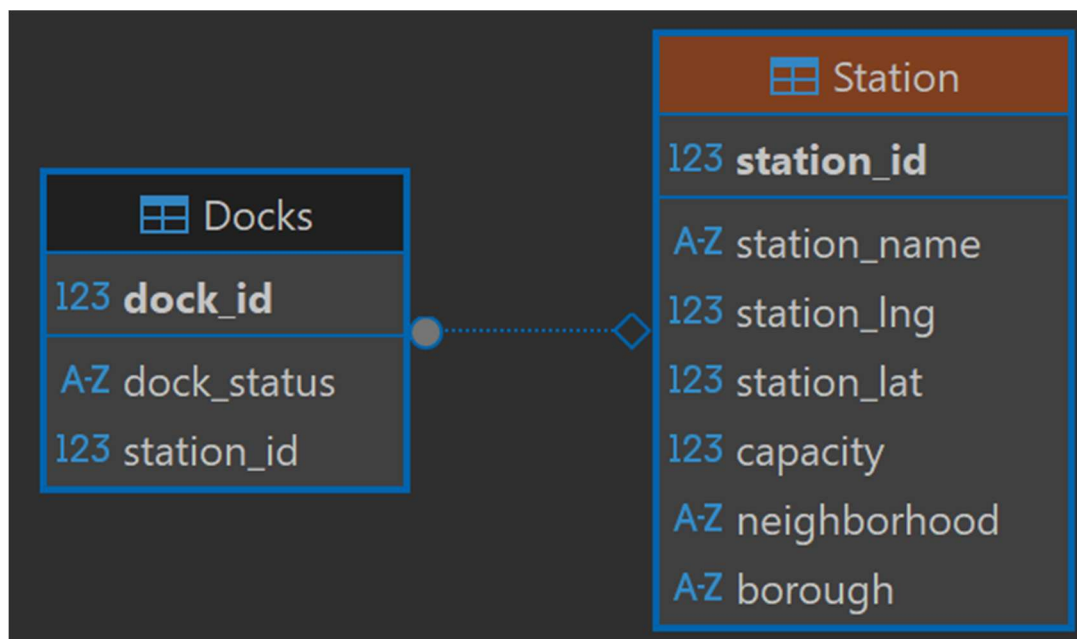 Docks
123 dock_id
A-Z dock_status
123 station_id
Station
123 station_id
A-Z station_name
123 station_lng
123 station_lat
123 capacity
A-Z neighborhood
A-Z borough